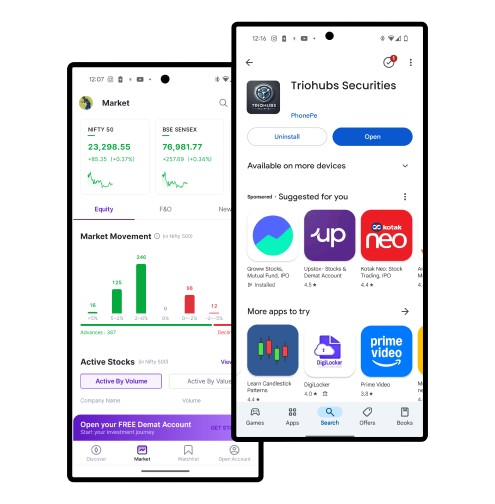 12:07
Market
NIFTY 50
23,298.55
+85.35 (+0.37%)
BSE SENSEX
76,981.77
+257.69 (+0.34%)
Equity
F&O
New
Market Movement
(in Nifty 500)
16
125
246
0
98
12
>5%
5-2%
2-0%
0%
0--2%
-2--5%
Advances : 387
Active Stocks
(in Nifty 500)
View
Active By Volume
Active By Value
Company Name
Volume
Open your FREE Demat Account
Start your investment journey
GET ST
Discover
Market
Watchlist
Open Account
12:16
1
TRIOHUBS
Triohubs Securities
PhonePe
Uninstall
Open
Available on more devices
Sponsored · Suggested for you
Groww Stocks,
Mutual Fund, IPO
Installed
up
Upstox- Stocks &
Demat Account
4.5 ★
kotak
neo
Kotak Neo: Stock
Trading, IPO
4.4 ★
More apps to try
Learn Candlestick
Patterns
4.4 ★
DigiLocker
DigiLocker
4.0 ★
prime
video
Prime Video
3.8 ★
Games
Apps
Search
Offers
Books